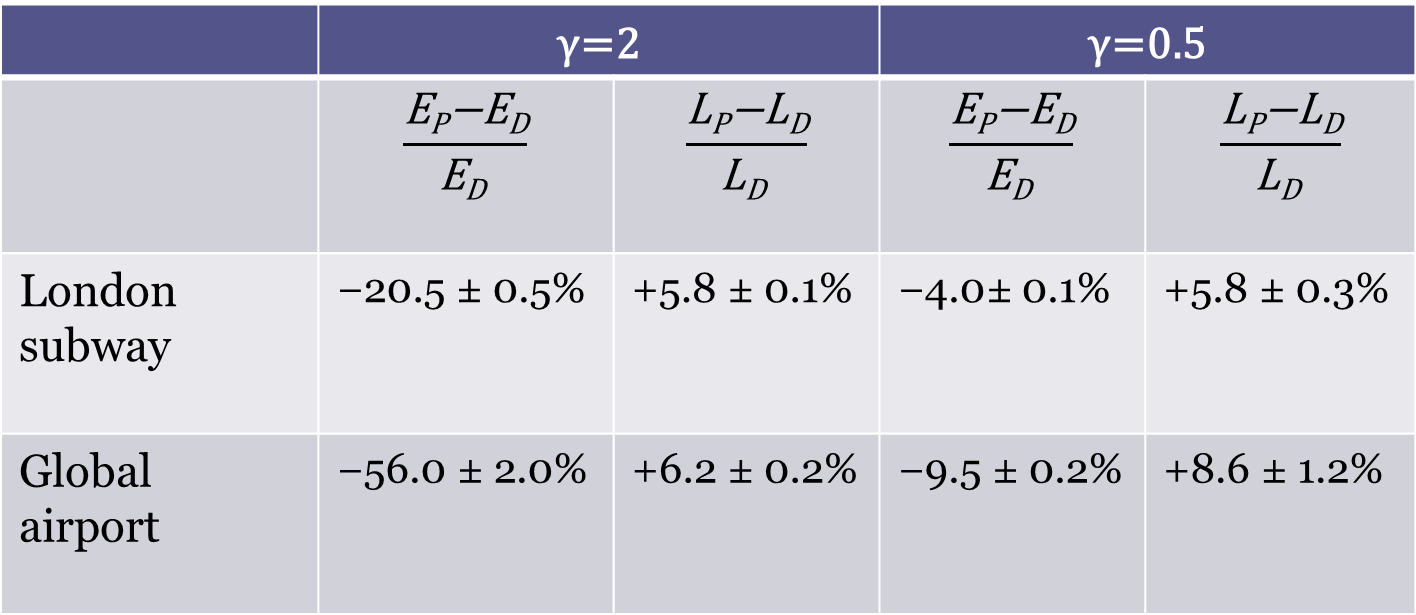 γ=2 γ=0.5
E_P−E_D / E_D L_P−L_D / L_D E_P−E_D / E_D L_P−L_D / L_D
London −20.5 ± 0.5% +5.8 ± 0.1% −4.0± 0.1% +5.8 ± 0.3%
subway
Global −56.0 ± 2.0% +6.2 ± 0.2% −9.5 ± 0.2% +8.6 ± 1.2%
airport